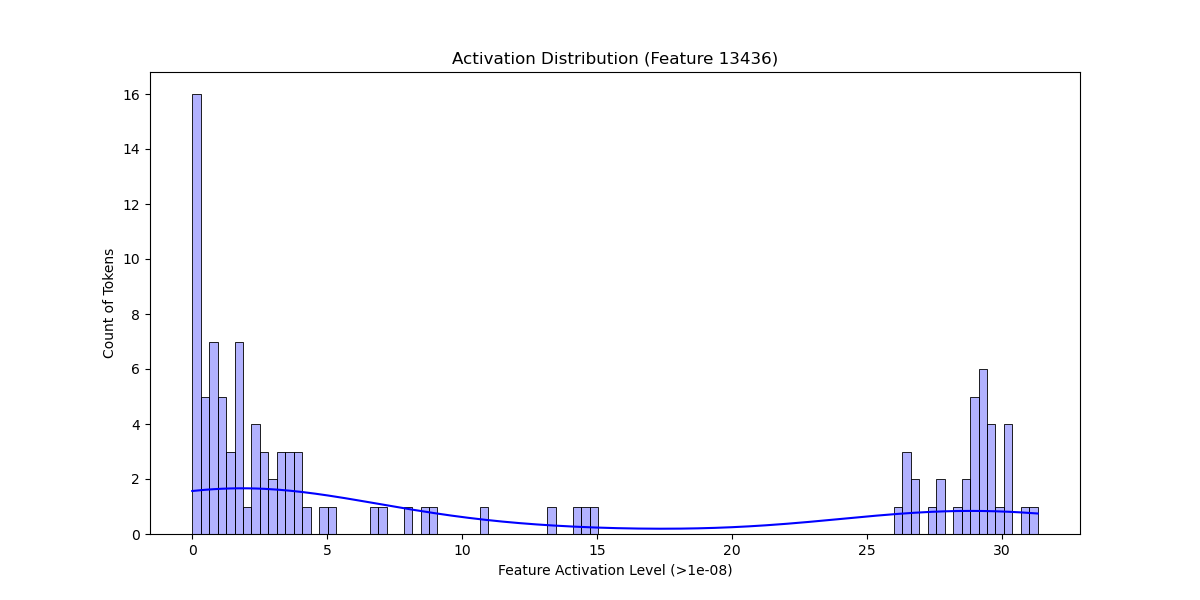 Activation Distribution (Feature 13436)
16
14
12
10
8
6
4
2
0
Count of Tokens
0 5 10 15 20 25 30
Feature Activation Level (>1e-08)